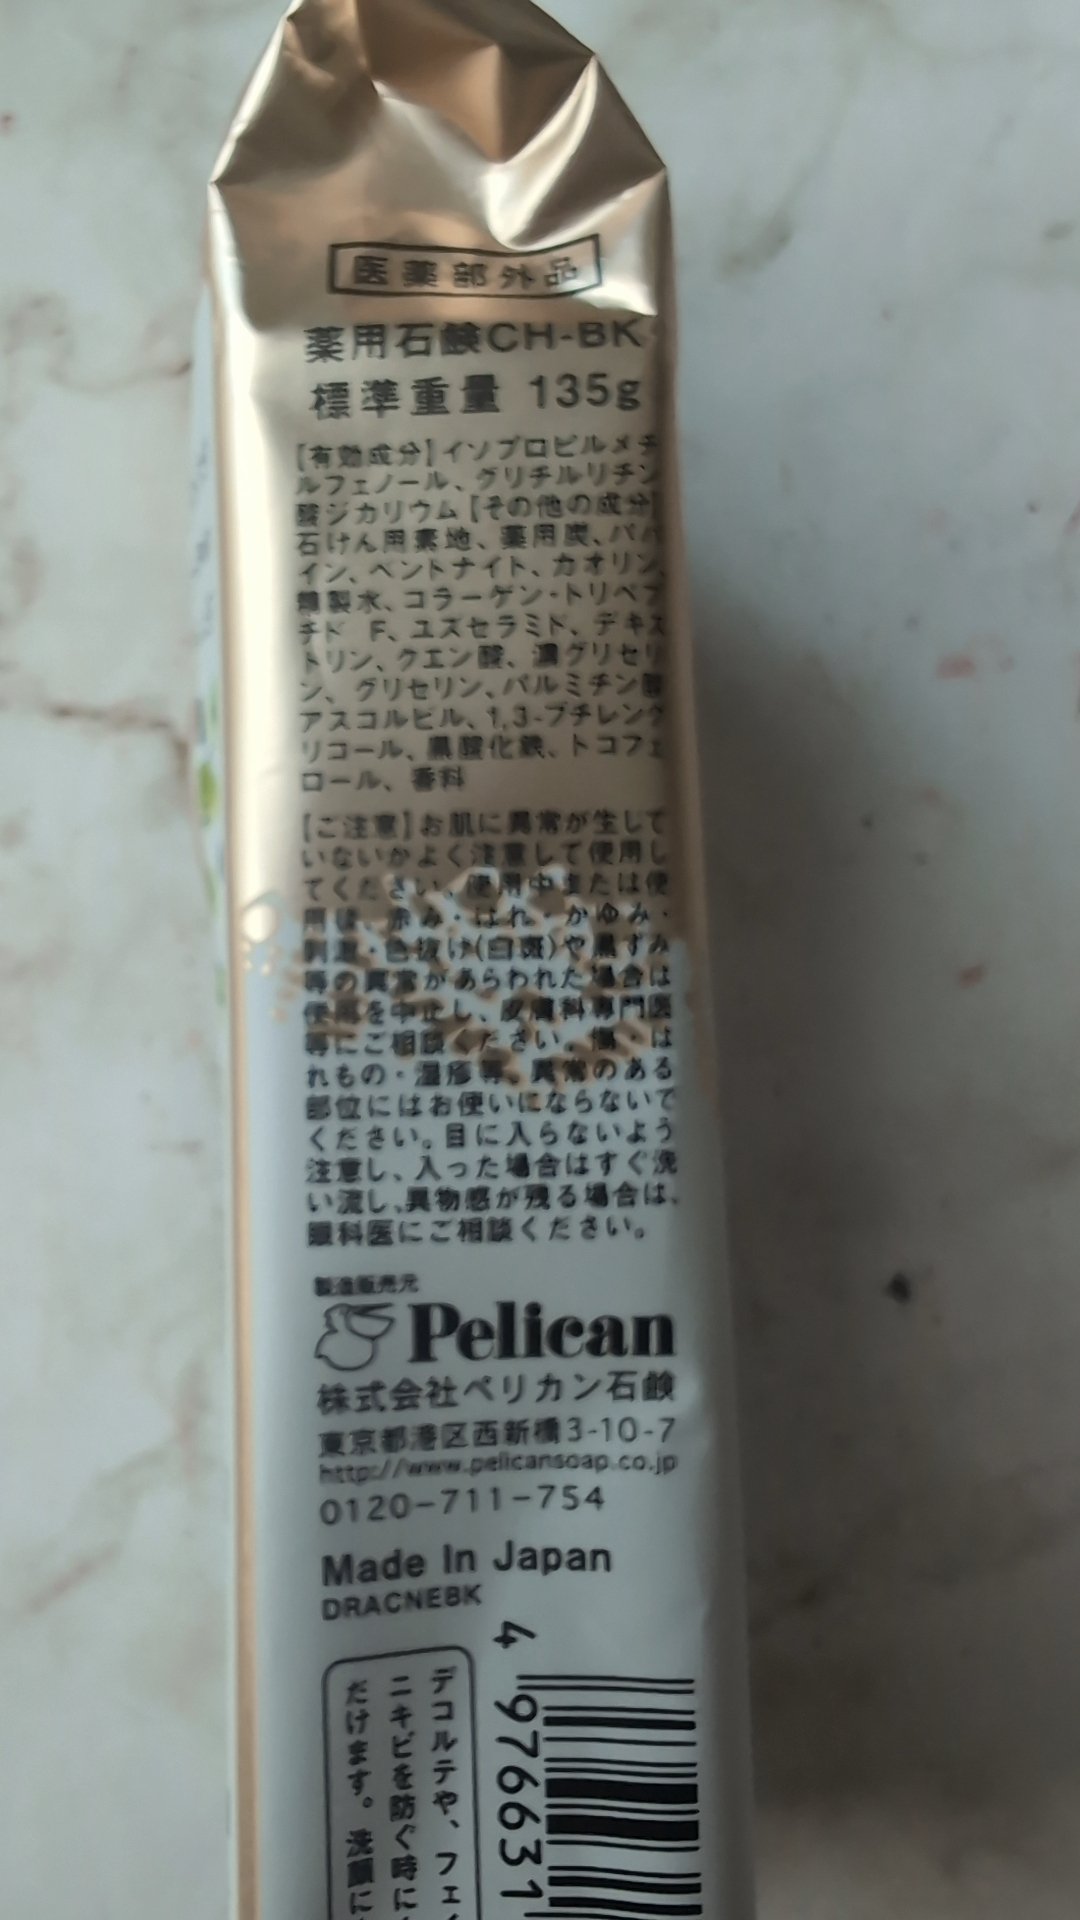 医薬部外品
薬用石鹸CH-BK
標準重量 135g
【有効成分】イソプロピルメチ
ルフェノール、グリチルリチン
酸ジカリウム【その他の成分】
石けん用素地、薬用炭、パパ
イン、ベントナイト、カオリン、
精製水、コラーゲン・トリペプ
チド F、ユズセラミド、デキス
トリン、クエン酸、濃グリセリ
ン、グリセリン、パルミチン酸
アスコルビル、1,3-ブチレング
リコール、黒酸化鉄、トコフェ
ロール、香料
【ご注意】お肌に異常が生じて
いないかよく注意して使用し
てください。使用中または使
用後、赤み・はれ・かゆみ・
刺激・色抜け(白斑)や黒ずみ
等の異常があらわれた場合は
使用を中止し、皮膚科専門医
等にご相談ください。傷・は
れもの・湿疹等、異常のある
部位にはお使いにならないで
ください。目に入らないよう
注意し、入った場合はすぐ洗
い流し、異物感が残る場合は、
眼科医にご相談ください。
製造販売元
Pelican
株式会社ペリカン石鹸
東京都港区西新橋3-10-7
http://www.pelicansoap.co.jp
0120-711-754
Made In Japan
DRACNEBK
デコルテや、フェイ
ニキビを防ぐ時に
だけます。洗顔に
4 976631